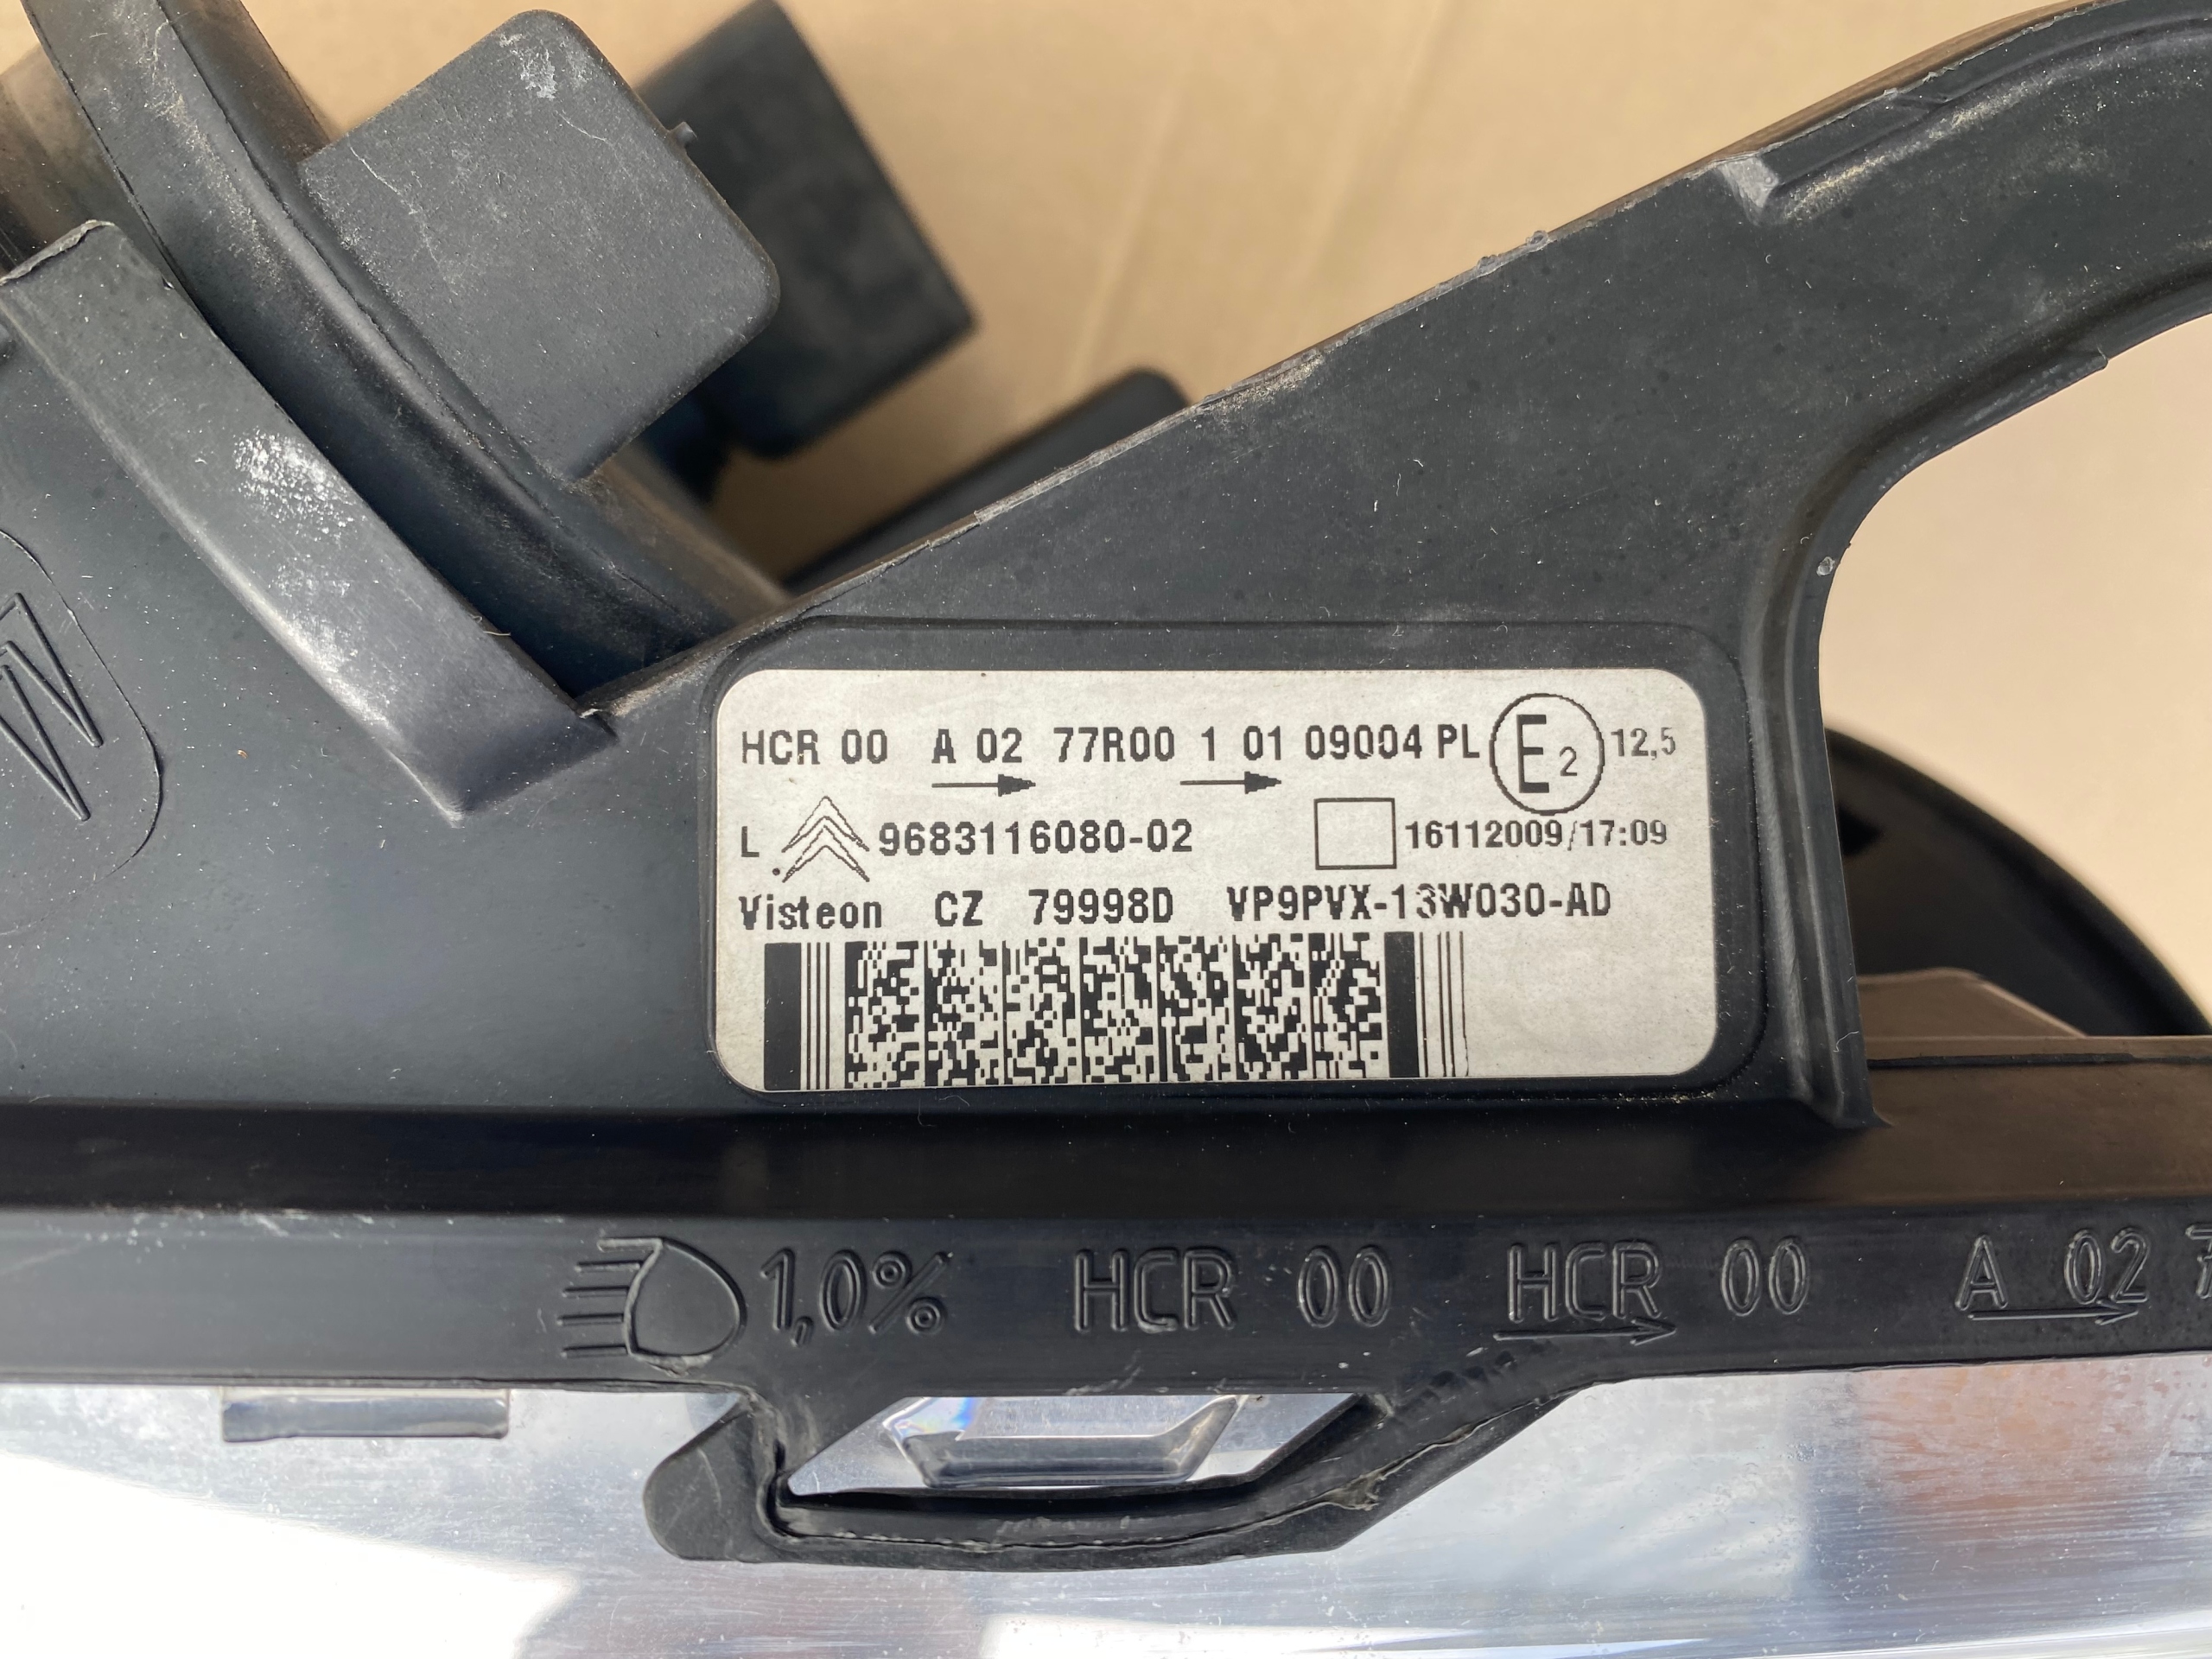 HCR 00 A 02 77R00 1 01 09004 PL E2 12,5
L 9683116080-02 16112009/17:09
Visteon CZ 79998D VP9PVX-13W030-AD
1,0% HCR 00 HCR 00 A 02 7